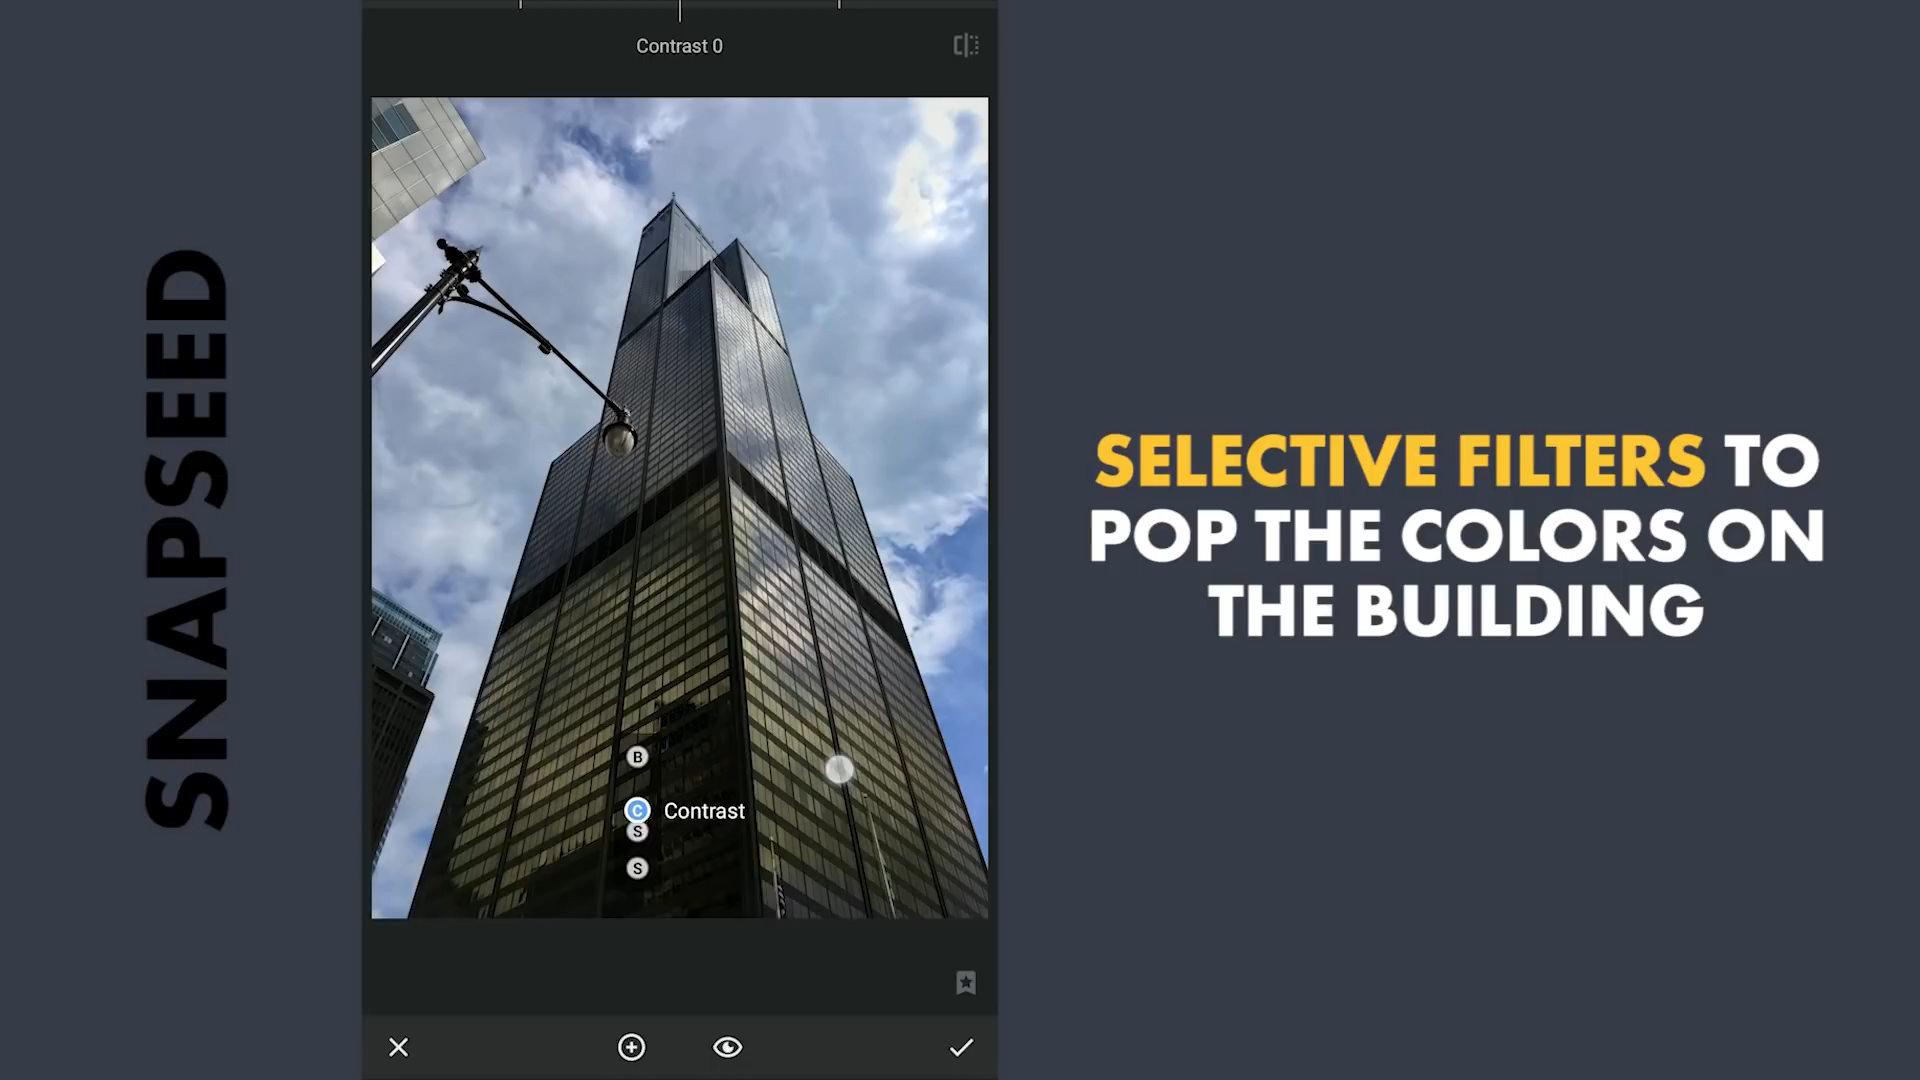 SNAPSEED
Contrast 0
B
C Contrast
S
S
SELECTIVE FILTERS TO
POP THE COLORS ON
THE BUILDING